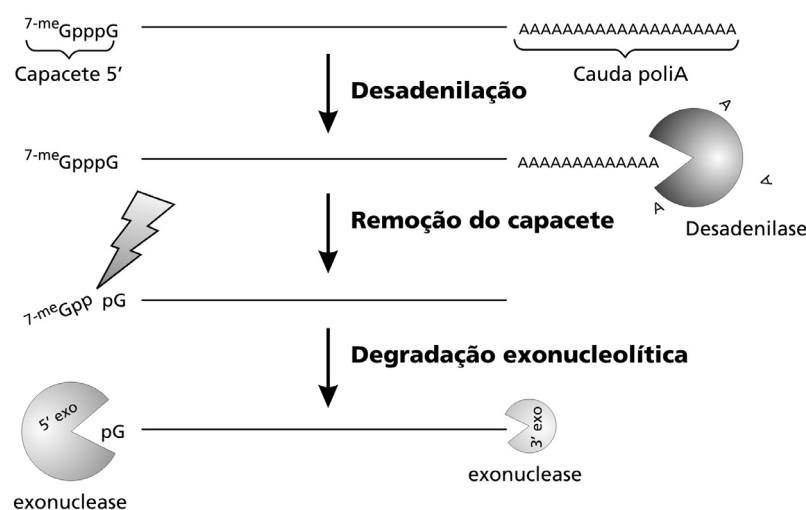 7-meGpppG AAAAAAAAAAAAAAAAAAAA
Capacete 5’ Cauda poliA
Desadenilação
A
7-meGpppG AAAAAAAAAAAAA
A
A
Desadenilase
Remoção do capacete
7-meGpp pG
Degradação exonucleolítica
5’ exo pG 3’ exo
exonuclease
exonuclease